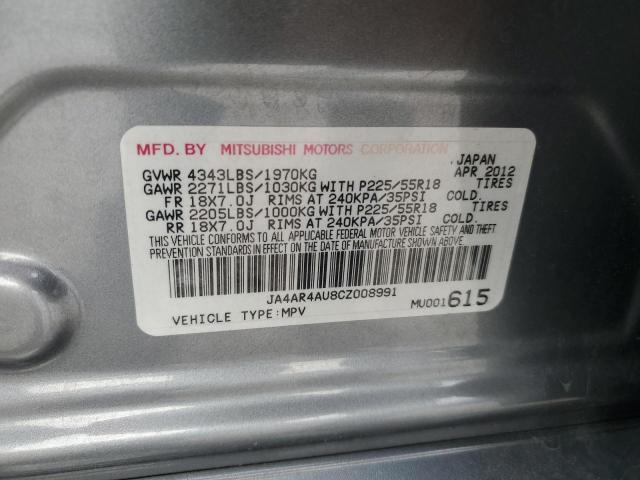 MFD. BY MITSUBISHI MOTORS CORPORATION
, JAPAN
GVWR 4343LBS/1970KG APR 2012
GAWR 2271LBS/1030KG WITH P225/55R18 TIRES
FR 18X7.0J RIMS AT 240KPA/35PSI COLD.
GAWR 2205LBS/1000KG WITH P225/55R18 TIRES
RR 18X7.0J RIMS AT 240KPA/35PSI COLD.
THIS VEHICLE CONFORMS TO ALL APPLICABLE FEDERAL MOTOR VEHICLE SAFETY AND THEFT
PREVENTION STANDARDS IN EFFECT ON THE DATE OF MANUFACTURE SHOWN ABOVE.
JA4AR4AU8CZ008991
VEHICLE TYPE:MPV MU001615